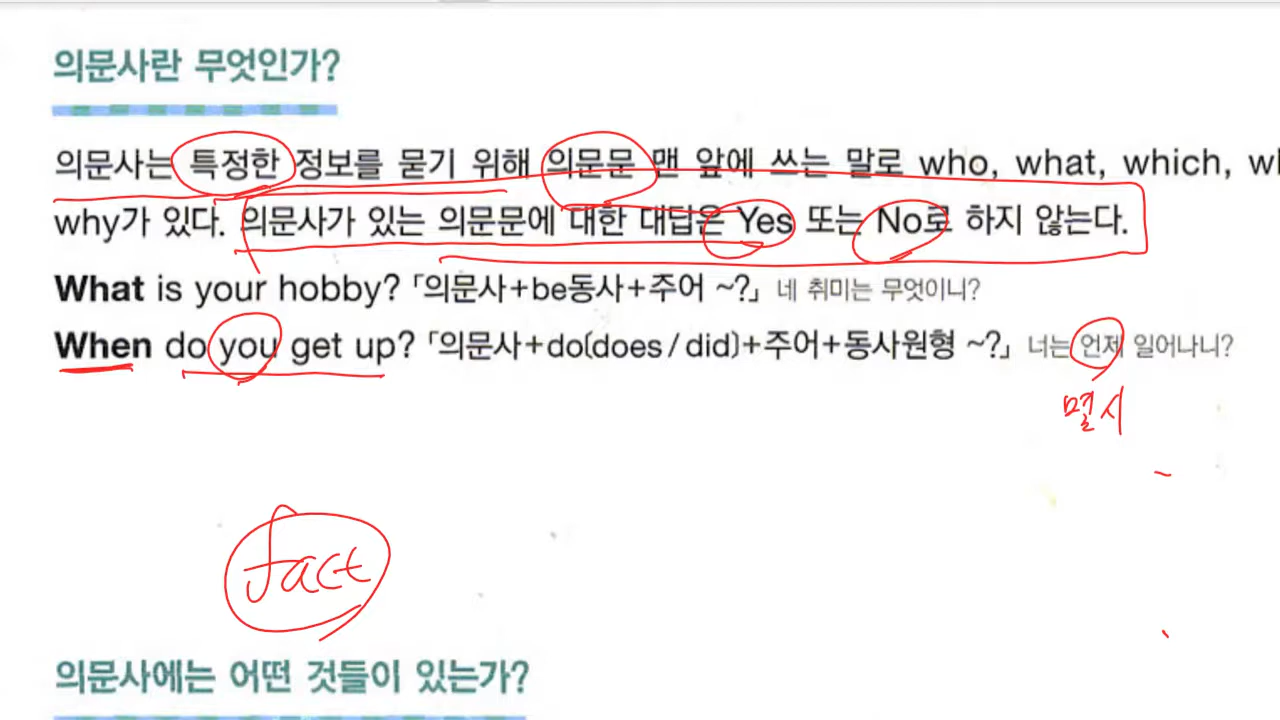 의문사란 무엇인가?
의문사는 특정한 정보를 묻기 위해 의문문 맨 앞에 쓰는 말로 who, what, which,
why가 있다. 의문사가 있는 의문문에 대한 대답은 Yes 또는 No로 하지 않는다.
What is your hobby? 「의문사+be동사+주어 ~?」 네 취미는 무엇이니?
When do you get up? 「의문사+do(does / did)+주어+동사원형 ~?」 너는 언제 일어나니?
몇시
fact
의문사에는 어떤 것들이 있는가?